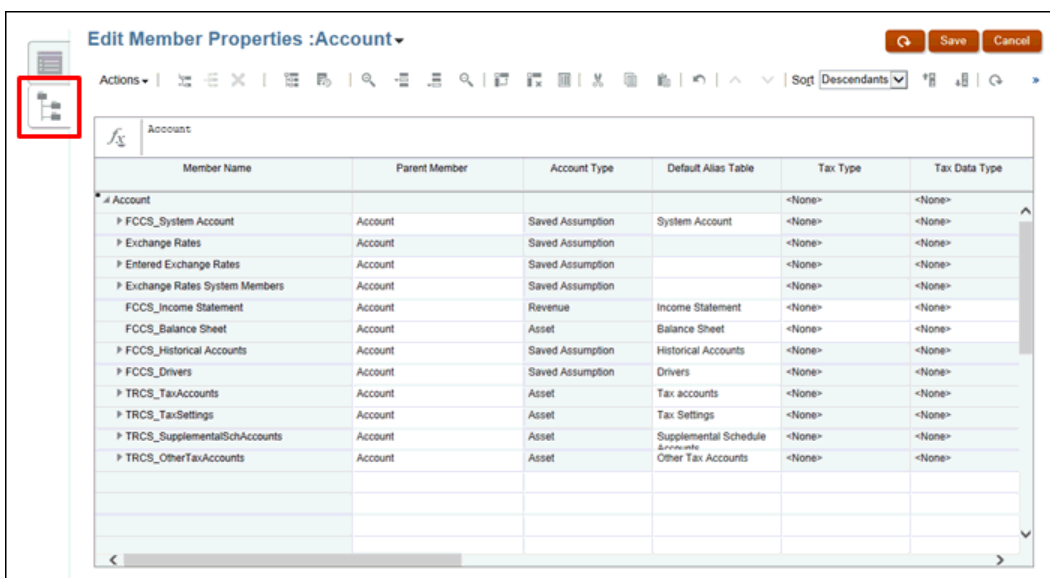 Edit Member Properties :Account
Save Cancel
Actions Sort Descendants »
fx Account
Member Name Parent Member Account Type Default Alias Table Tax Type Tax Data Type
Account <None> <None>
FCCS_System Account Account Saved Assumption System Account <None> <None>
Exchange Rates Account Saved Assumption <None> <None>
Entered Exchange Rates Account Saved Assumption <None> <None>
Exchange Rates System Members Account Saved Assumption <None> <None>
FCCS_Income Statement Account Revenue Income Statement <None> <None>
FCCS_Balance Sheet Account Asset Balance Sheet <None> <None>
FCCS_Historical Accounts Account Saved Assumption Historical Accounts <None> <None>
FCCS_Drivers Account Saved Assumption Drivers <None> <None>
TRCS_TaxAccounts Account Asset Tax accounts <None> <None>
TRCS_TaxSettings Account Asset Tax Settings <None> <None>
TRCS_SupplementalSchAccounts Account Asset Supplemental Schedule <None> <None>
Accounts
TRCS_OtherTaxAccounts Account Asset Other Tax Accounts <None> <None>